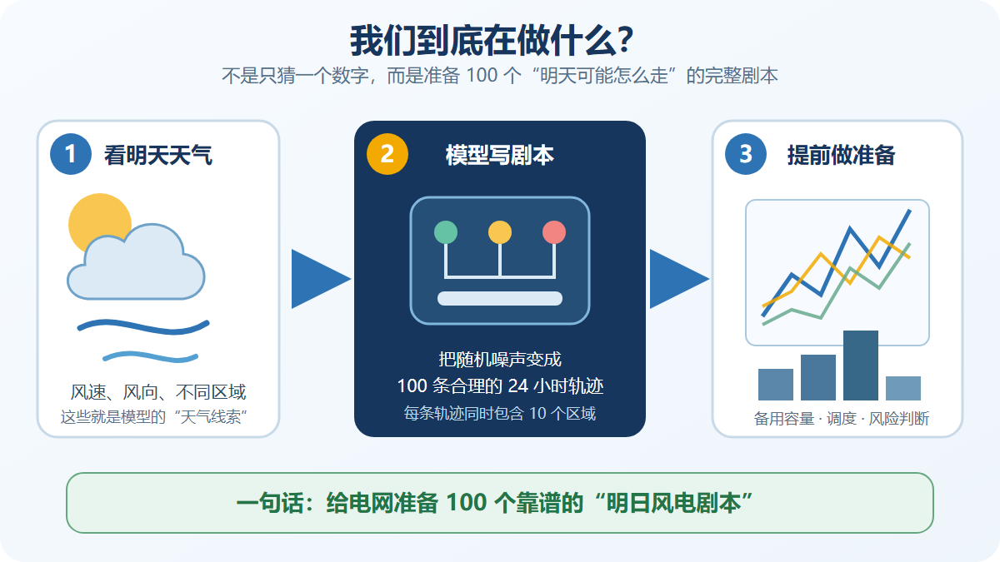 我们到底在做什么？
不是只猜一个数字，而是准备 100 个“明天可能怎么走”的完整剧本
1 看明天天气
风速、风向、不同区域
这些就是模型的“天气线索”
2 模型写剧本
把随机噪声变成
100 条合理的 24 小时轨迹
每条轨迹同时包含 10 个区域
3 提前做准备
备用容量 · 调度 · 风险判断
一句话：给电网准备 100 个靠谱的“明日风电剧本”